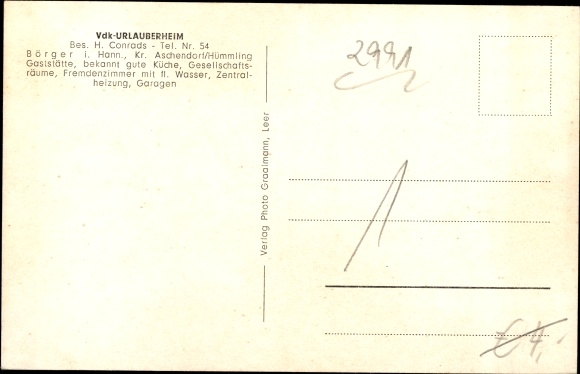 VdK-URLAUBERHEIM
Bes. H. Conrads - Tel. Nr. 54
Börger i. Hann., Kr. Aschendorf/Hümmling
Gaststätte, bekannt gute Küche, Gesellschafts-
räume, Fremdenzimmer mit fl. Wasser, Zentral-
heizung, Garagen
Verlag Photo Graalmann, Leer
2991